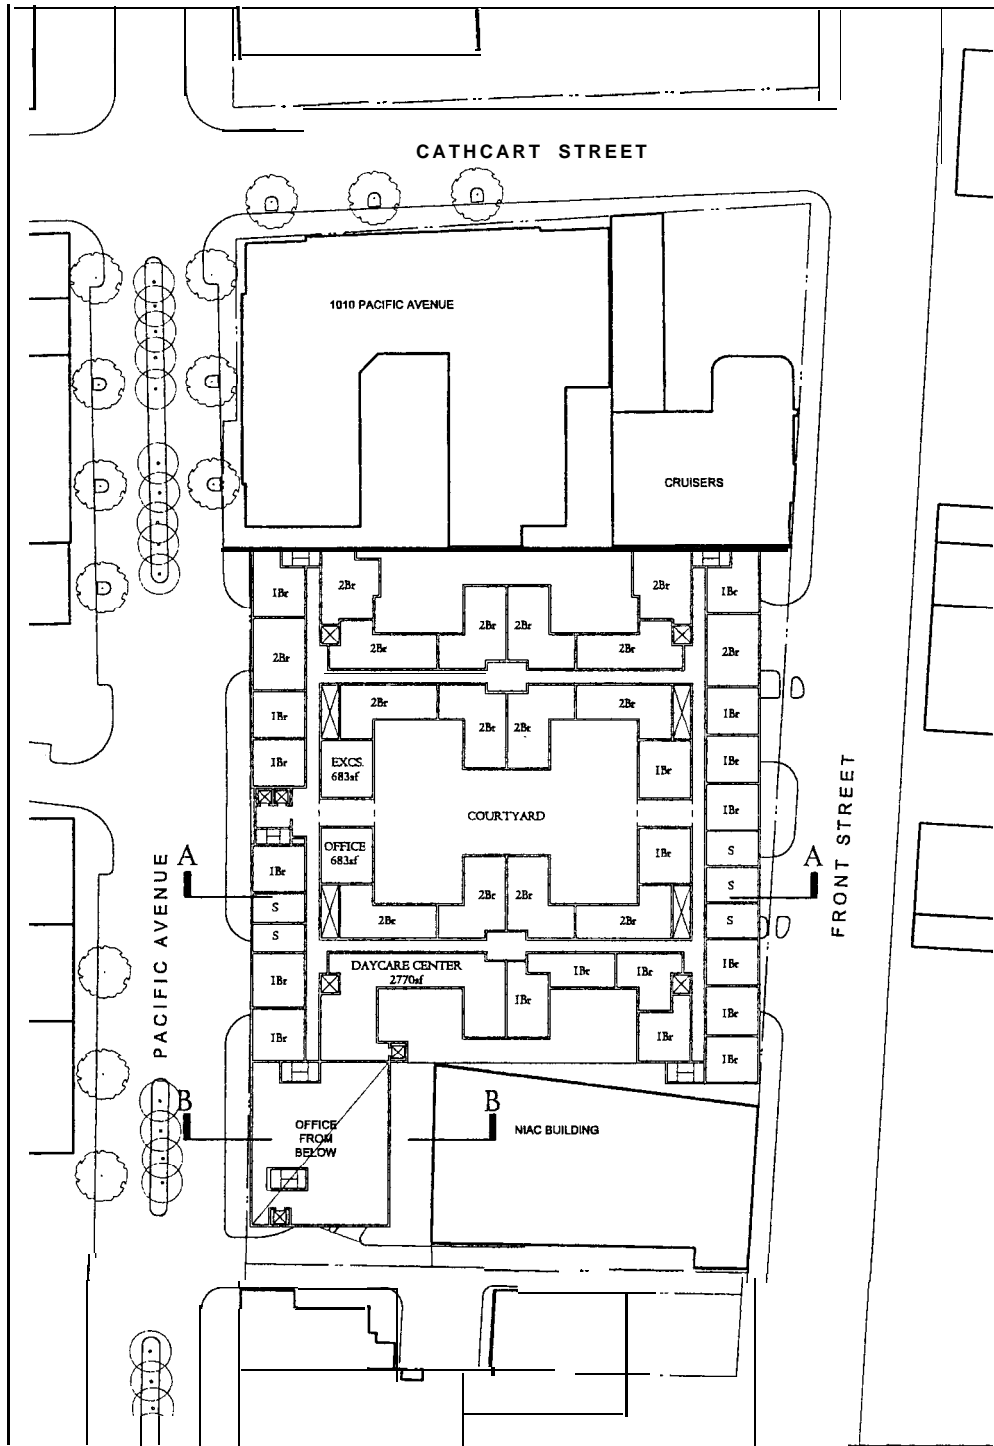 CATHCART STREET
1010 PACIFIC AVENUE
CRUISERS
1Br
2Br
2Br
1Br
2Br
2Br
2Br
2Br
2Br
2Br
1Br
2Br
2Br
1Br
2Br
2Br
1Br
EXCS.
683sf
1Br
1Br
COURTYARD
1Br
OFFICE
683sf
1Br
S
A
1Br
A
S
S
2Br
2Br
2Br
2Br
S
S
DAYCARE CENTER
2770sf
1Br
1Br
1Br
1Br
1Br
1Br
1Br
1Br
1Br
PACIFIC AVENUE
FRONT STREET
B
B
OFFICE
FROM
BELOW
NIAC BUILDING